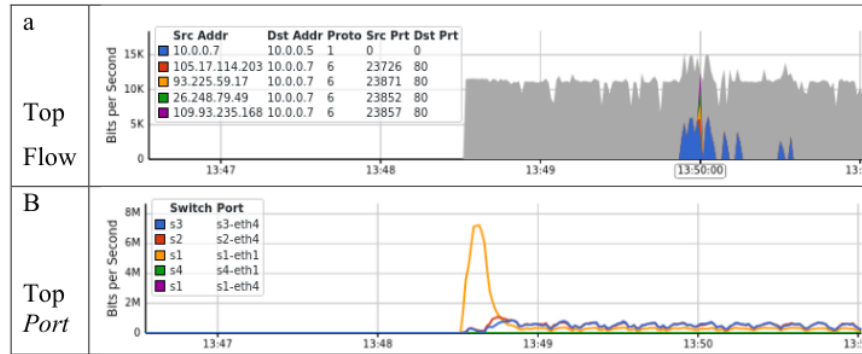 a
Top
Flow
Src Addr Dst Addr Proto Src Prt Dst Prt
10.0.0.7 10.0.0.5 1 0 0
105.17.114.203 10.0.0.7 6 23726 80
93.225.59.17 10.0.0.7 6 23871 80
26.248.79.49 10.0.0.7 6 23852 80
109.93.235.168 10.0.0.7 6 23857 80
Bits per Second
15K
10K
5K
0
13:47 13:48 13:49 13:50:00
B
Top
Port
Switch Port
s3 s3-eth4
s2 s2-eth4
s1 s1-eth1
s4 s4-eth1
s1 s1-eth4
Bits per Second
8M
6M
4M
2M
0
13:47 13:48 13:49 13:50